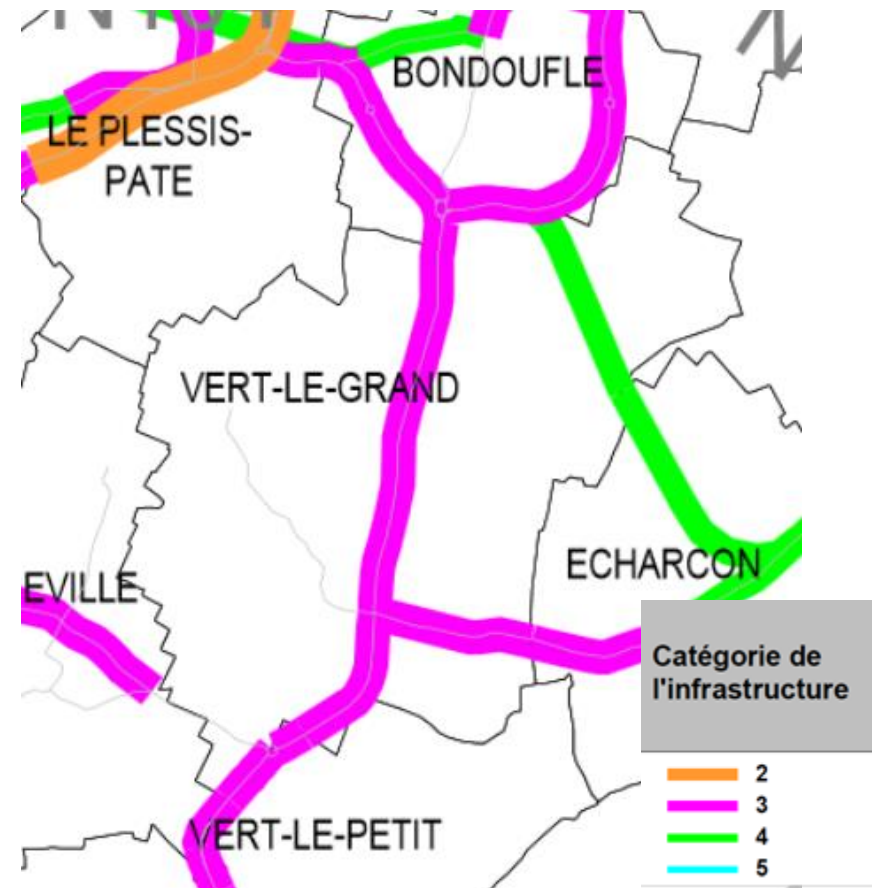 BONDOUFLE
LE PLESSIS-
PATE
VERT-LE-GRAND
ECHARCON
EVILLE
VERT-LE-PETIT
Catégorie de
l'infrastructure
2
3
4
5